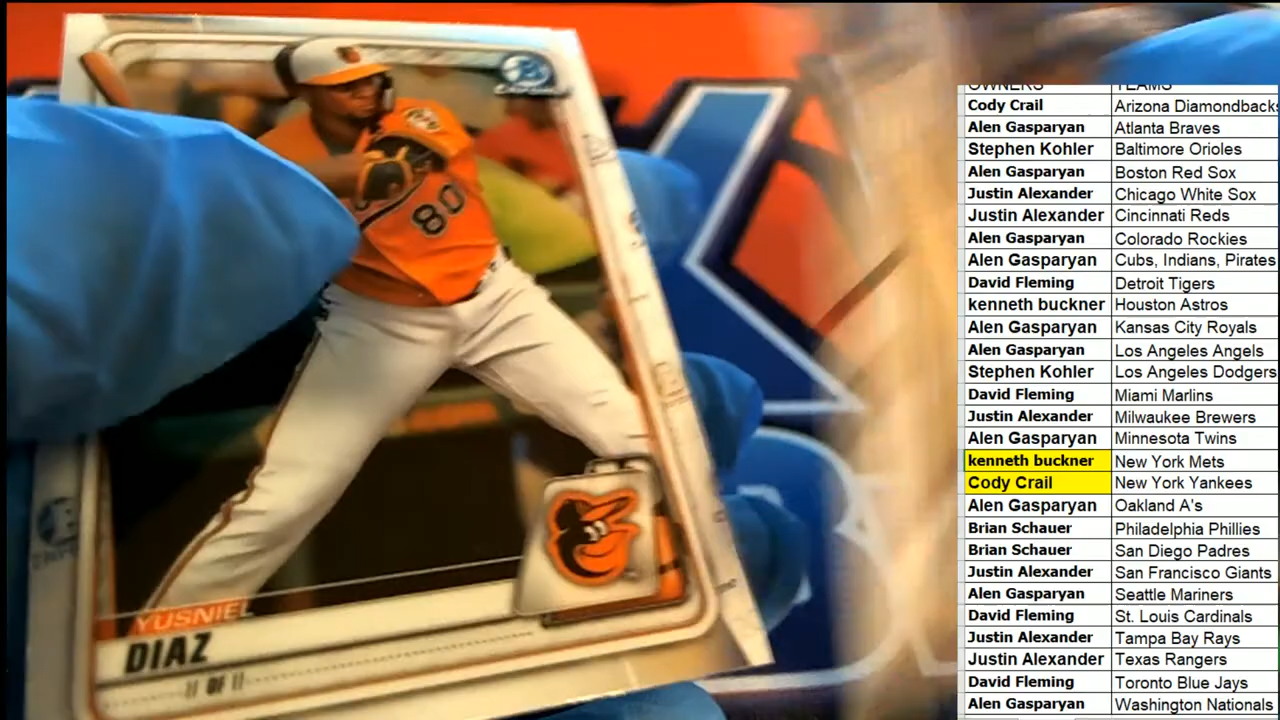 80
YUSNIEL
DIAZ
OF
OWNERS TEAMS
Cody Crail Arizona Diamondbacks
Alen Gasparyan Atlanta Braves
Stephen Kohler Baltimore Orioles
Alen Gasparyan Boston Red Sox
Justin Alexander Chicago White Sox
Justin Alexander Cincinnati Reds
Alen Gasparyan Colorado Rockies
Alen Gasparyan Cubs, Indians, Pirates
David Fleming Detroit Tigers
kenneth buckner Houston Astros
Alen Gasparyan Kansas City Royals
Alen Gasparyan Los Angeles Angels
Stephen Kohler Los Angeles Dodgers
David Fleming Miami Marlins
Justin Alexander Milwaukee Brewers
Alen Gasparyan Minnesota Twins
kenneth buckner New York Mets
Cody Crail New York Yankees
Alen Gasparyan Oakland A's
Brian Schauer Philadelphia Phillies
Brian Schauer San Diego Padres
Justin Alexander San Francisco Giants
Alen Gasparyan Seattle Mariners
David Fleming St. Louis Cardinals
Justin Alexander Tampa Bay Rays
Justin Alexander Texas Rangers
David Fleming Toronto Blue Jays
Alen Gasparyan Washington Nationals